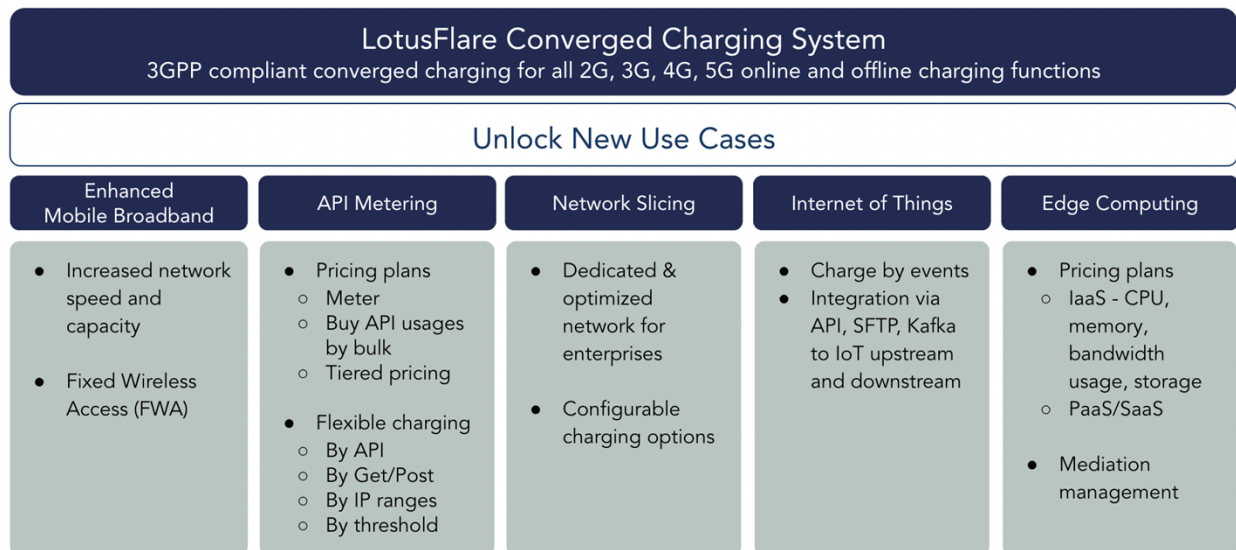 LotusFlare Converged Charging System
3GPP compliant converged charging for all 2G, 3G, 4G, 5G online and offline charging functions
Unlock New Use Cases
Enhanced
Mobile Broadband
● Increased network
speed and
capacity
● Fixed Wireless
Access (FWA)
API Metering
● Pricing plans
○ Meter
○ Buy API usages
by bulk
○ Tiered pricing
● Flexible charging
○ By API
○ By Get/Post
○ By IP ranges
○ By threshold
Network Slicing
● Dedicated &
optimized
network for
enterprises
● Configurable
charging options
Internet of Things
● Charge by events
● Integration via
API, SFTP, Kafka
to IoT upstream
and downstream
Edge Computing
● Pricing plans
○ IaaS - CPU,
memory,
bandwidth
usage, storage
○ PaaS/SaaS
● Mediation
management